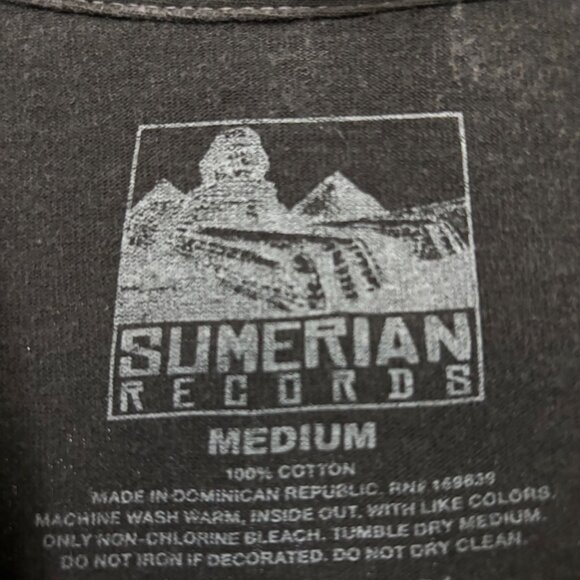 SUMERIAN
RECORDS
MEDIUM
100% COTTON
MADE IN DOMINICAN REPUBLIC. RN# 169639
MACHINE WASH WARM, INSIDE OUT, WITH LIKE COLORS.
ONLY NON-CHLORINE BLEACH. TUMBLE DRY MEDIUM.
DO NOT IRON IF DECORATED. DO NOT DRY CLEAN.